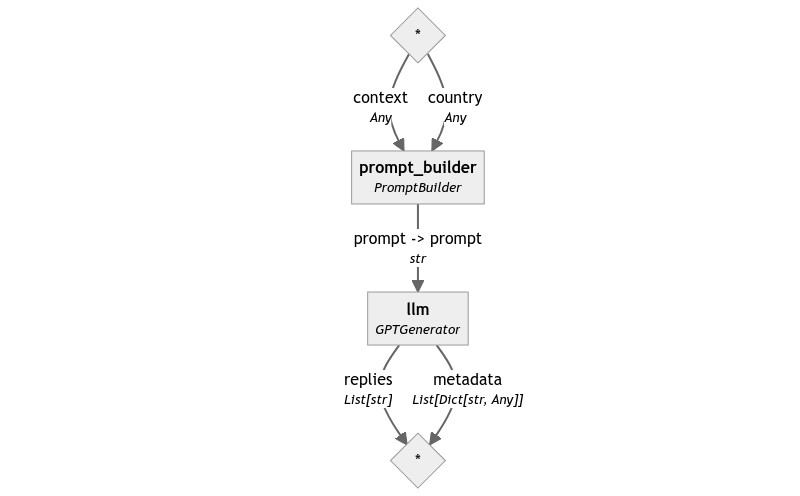 *
context country
Any Any
prompt_builder
PromptBuilder
prompt -> prompt
str
llm
GPTGenerator
replies metadata
List[str] List[Dict[str, Any]]
*